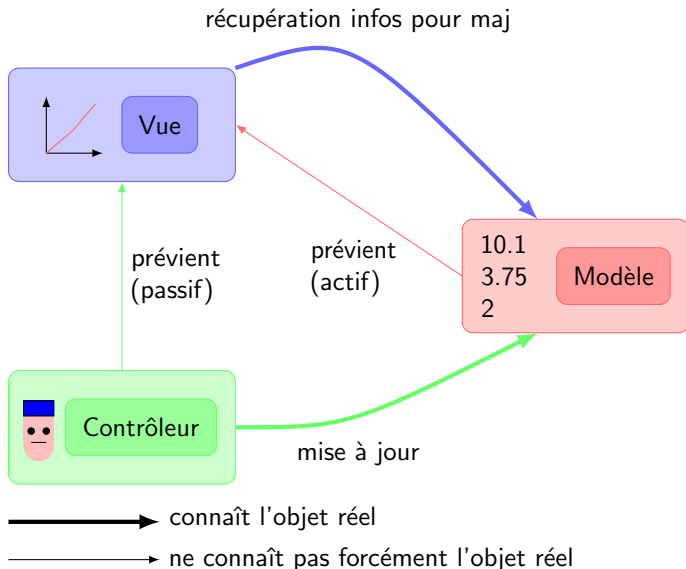 récupération infos pour maj
Vue
prévient
(passif)
prévient
(actif)
10.1
3.75
2
Modèle
Contrôleur
mise à jour
connaît l'objet réel
ne connaît pas forcément l'objet réel